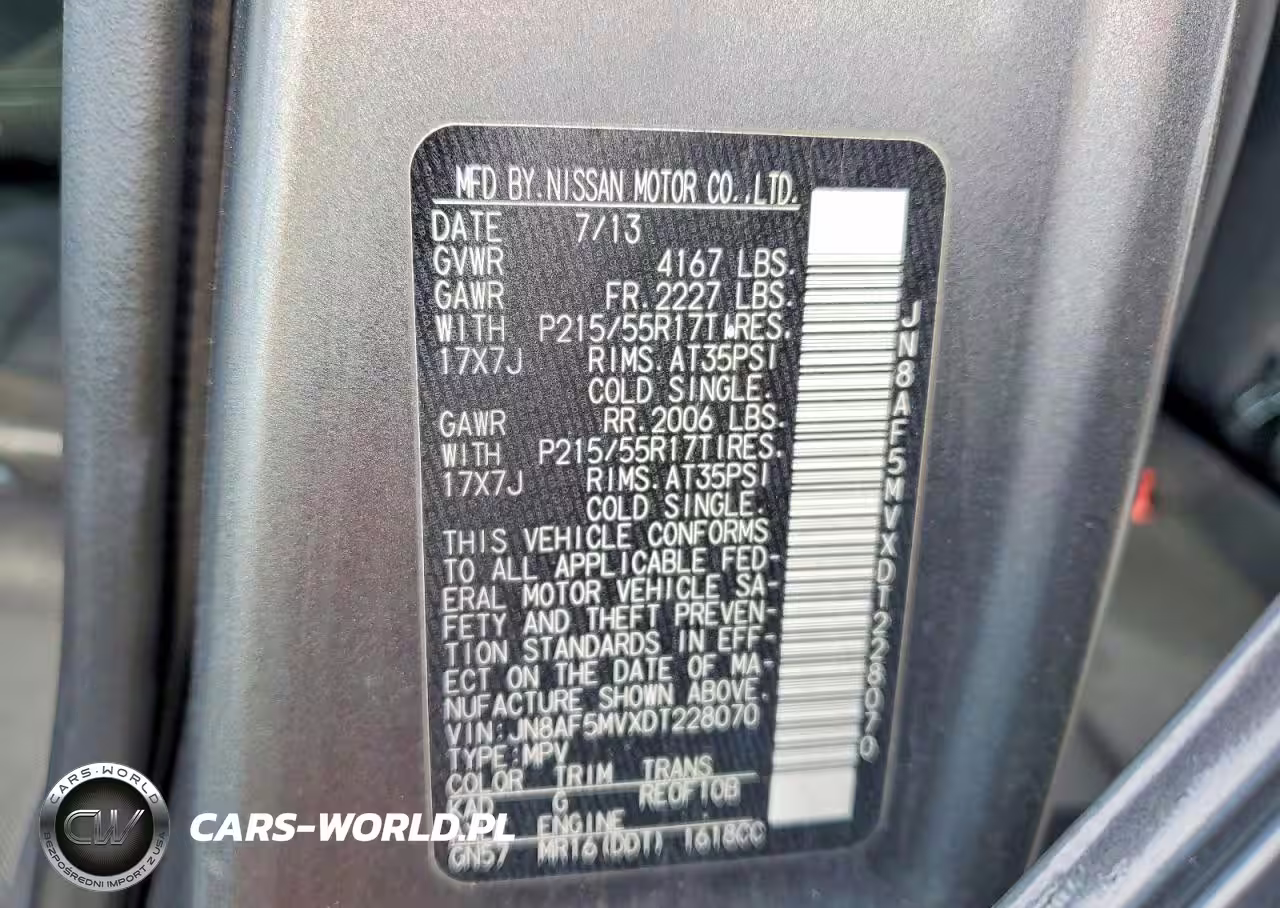 MFD BY.NISSAN MOTOR CO.,LTD.
DATE 7/13
GVWR 4167 LBS.
GAWR FR.2227 LBS.
WITH P215/55R17TIRES.
17X7J RIMS.AT35PSI
COLD SINGLE.
GAWR RR.2006 LBS.
WITH P215/55R17TIRES.
17X7J RIMS.AT35PSI
COLD SINGLE.
THIS VEHICLE CONFORMS
TO ALL APPLICABLE FED-
ERAL MOTOR VEHICLE SA-
FETY AND THEFT PREVEN-
TION STANDARDS IN EFF-
ECT ON THE DATE OF MA-
NUFACTURE SHOWN ABOVE.
VIN:JN8AF5MVXDT228070
TYPE:MPV
COLOR TRIM TRANS
KAD G RE0F10B
ENGINE
GN57 MR16(DDT) 1618CC
JN8AF5MVXDT228070
CARS-WORLD
CW
BEZPOŚREDNI IMPORT Z USA
CARS-WORLD.PL